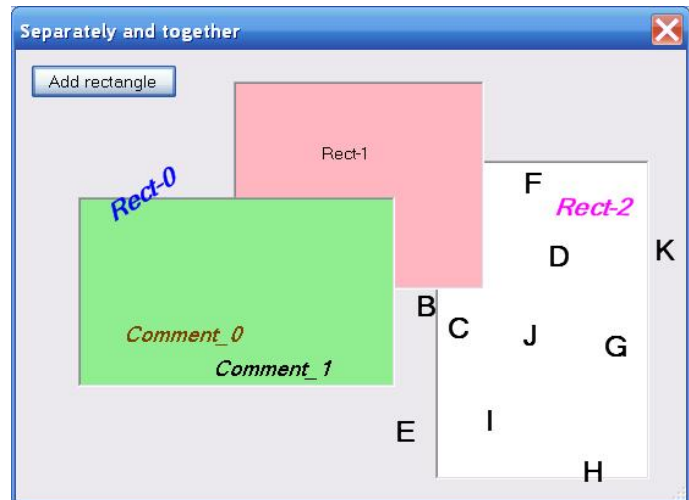 Separately and together
Add rectangle
Rect-1
Rect-0
F
Rect-2
D
K
B
C
J
G
Comment_0
Comment_1
I
E
H